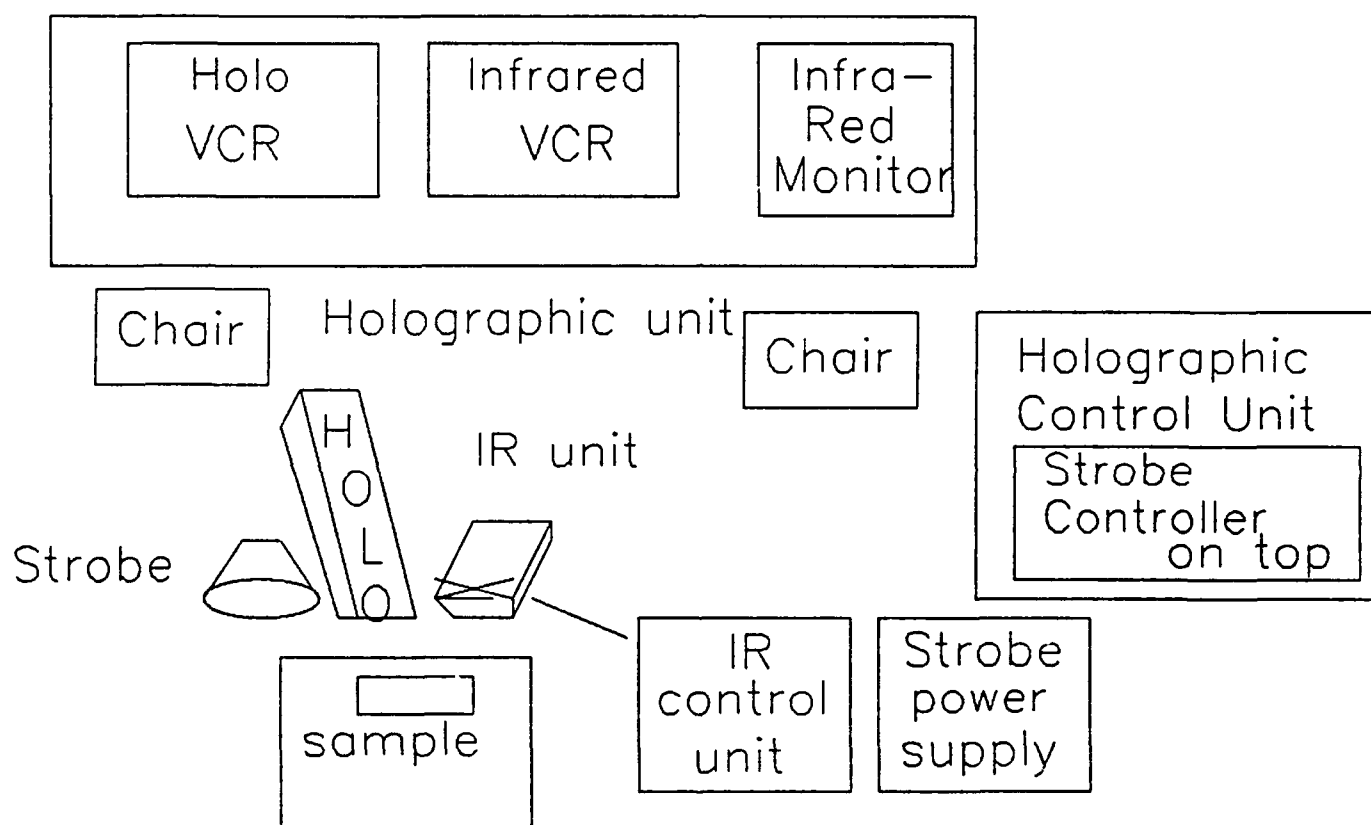 Holo
VCR
Infrared
VCR
Infra-
Red
Monitor
Chair
Holographic unit
Chair
Holographic
Control Unit
Strobe
Controller
on top
HOLO
IR unit
Strobe
sample
IR
control
unit
Strobe
power
supply